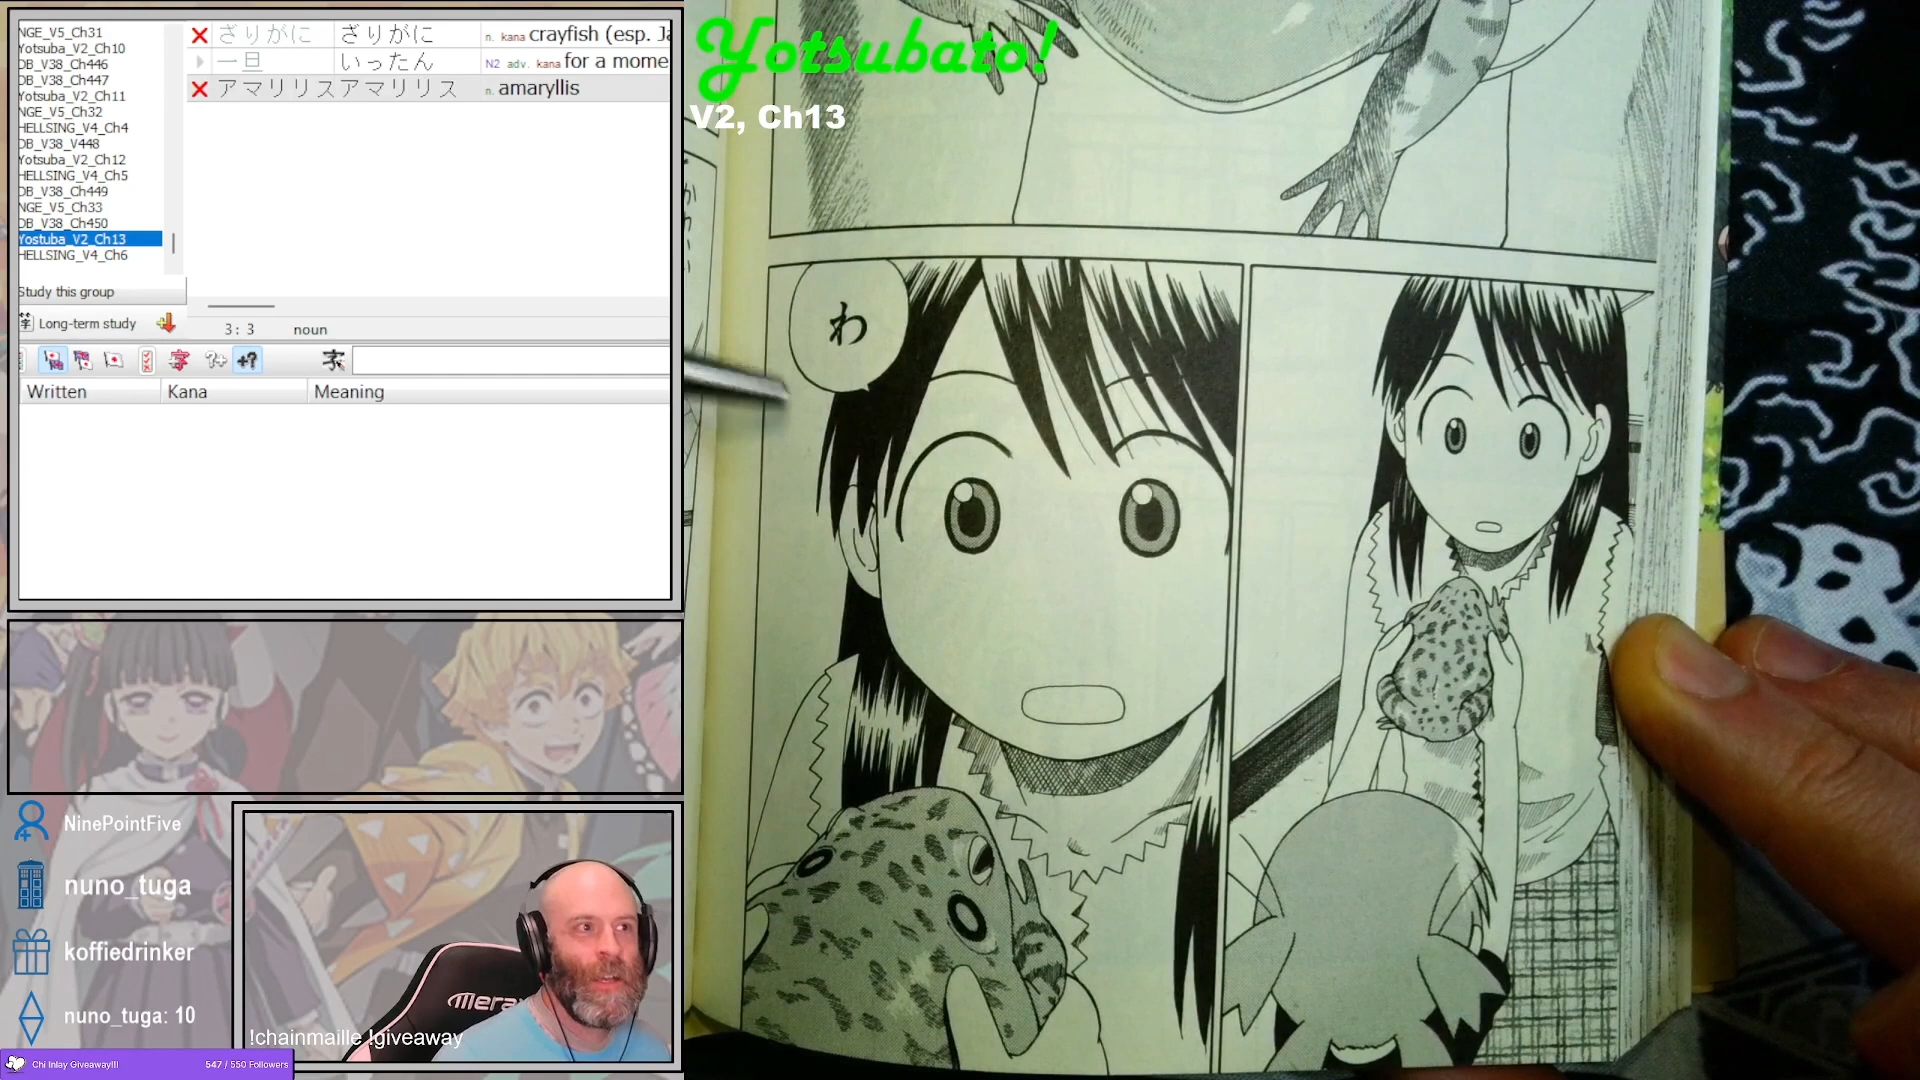 NGE_V5_Ch31
Yotsuba_V2_Ch10
DB_V38_Ch446
DB_V38_Ch447
Yotsuba_V2_Ch11
NGE_V5_Ch32
HELLSING_V4_Ch4
DB_V38_V448
Yotsuba_V2_Ch12
HELLSING_V4_Ch5
DB_V38_Ch449
NGE_V5_Ch33
DB_V38_Ch450
Yostuba_V2_Ch13
HELLSING_V4_Ch6
Study this group
Long-term study
ざりがに ざりがに n. kana crayfish (esp. Ja
一旦 いったん N2 adv. kana for a mome
アマリリス アマリリス n. amaryllis
3: 3 noun
Written Kana Meaning
Yotsubato!
V2, Ch13
わ
NinePointFive
nuno_tuga
koffiedrinker
nuno_tuga: 10
!chainmaille !giveaway
Chi Inlay Giveaway!!!
547 / 550 Followers